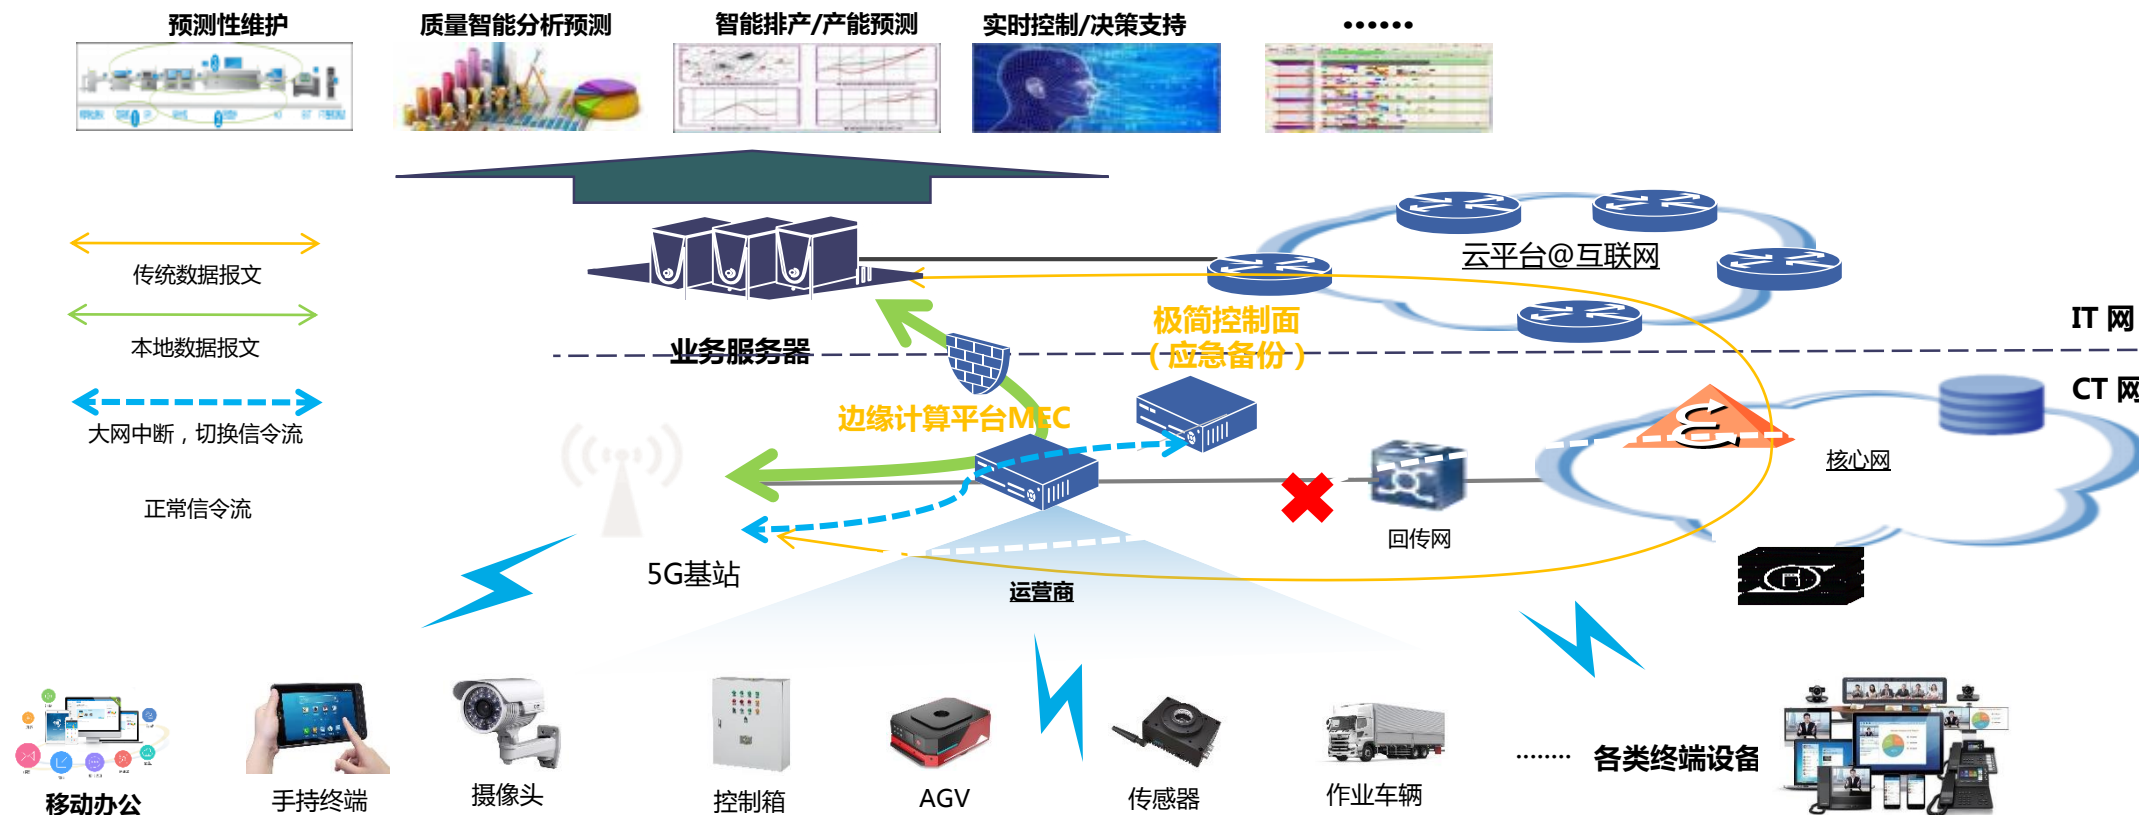 预测性维护
质量智能分析预测
智能排产/产能预测
实时控制/决策支持
······
传统数据报文
本地数据报文
大网中断，切换信令流
正常信令流
云平台@互联网
极简控制面
（应急备份）
业务服务器
IT 网
CT 网
边缘计算平台MEC
核心网
回传网
5G基站
运营商
移动办公
手持终端
摄像头
控制箱
AGV
传感器
作业车辆
········
各类终端设备